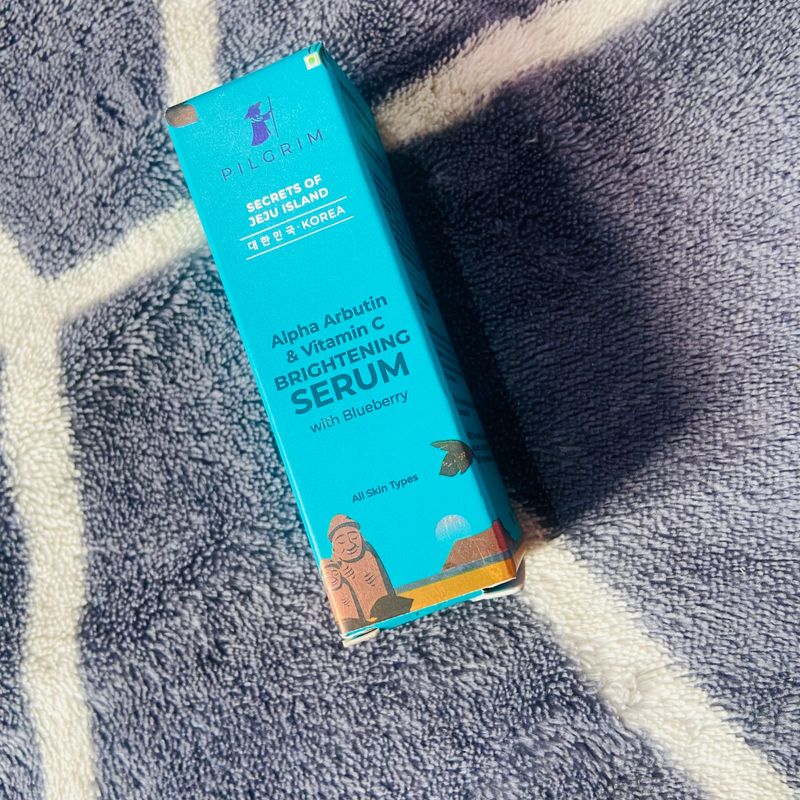 PILGRIM
SECRETS OF
JEJU ISLAND
대한민국·KOREA
Alpha Arbutin
& Vitamin C
BRIGHTENING
SERUM
with Blueberry
All Skin Types